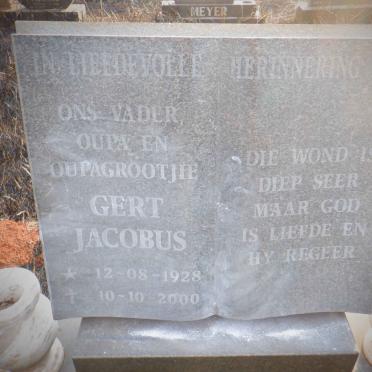 MEYER
IN LIEFDEVOLLE HERINNERING
ONS VADER,
OUPA EN
OUPAGROOTJIE
GERT
JACOBUS
★ 12-08-1928
✝ 10-10-2000
DIE WOND IS
DIEP SEER
MAAR GOD
IS LIEFDE EN
HY REGEER